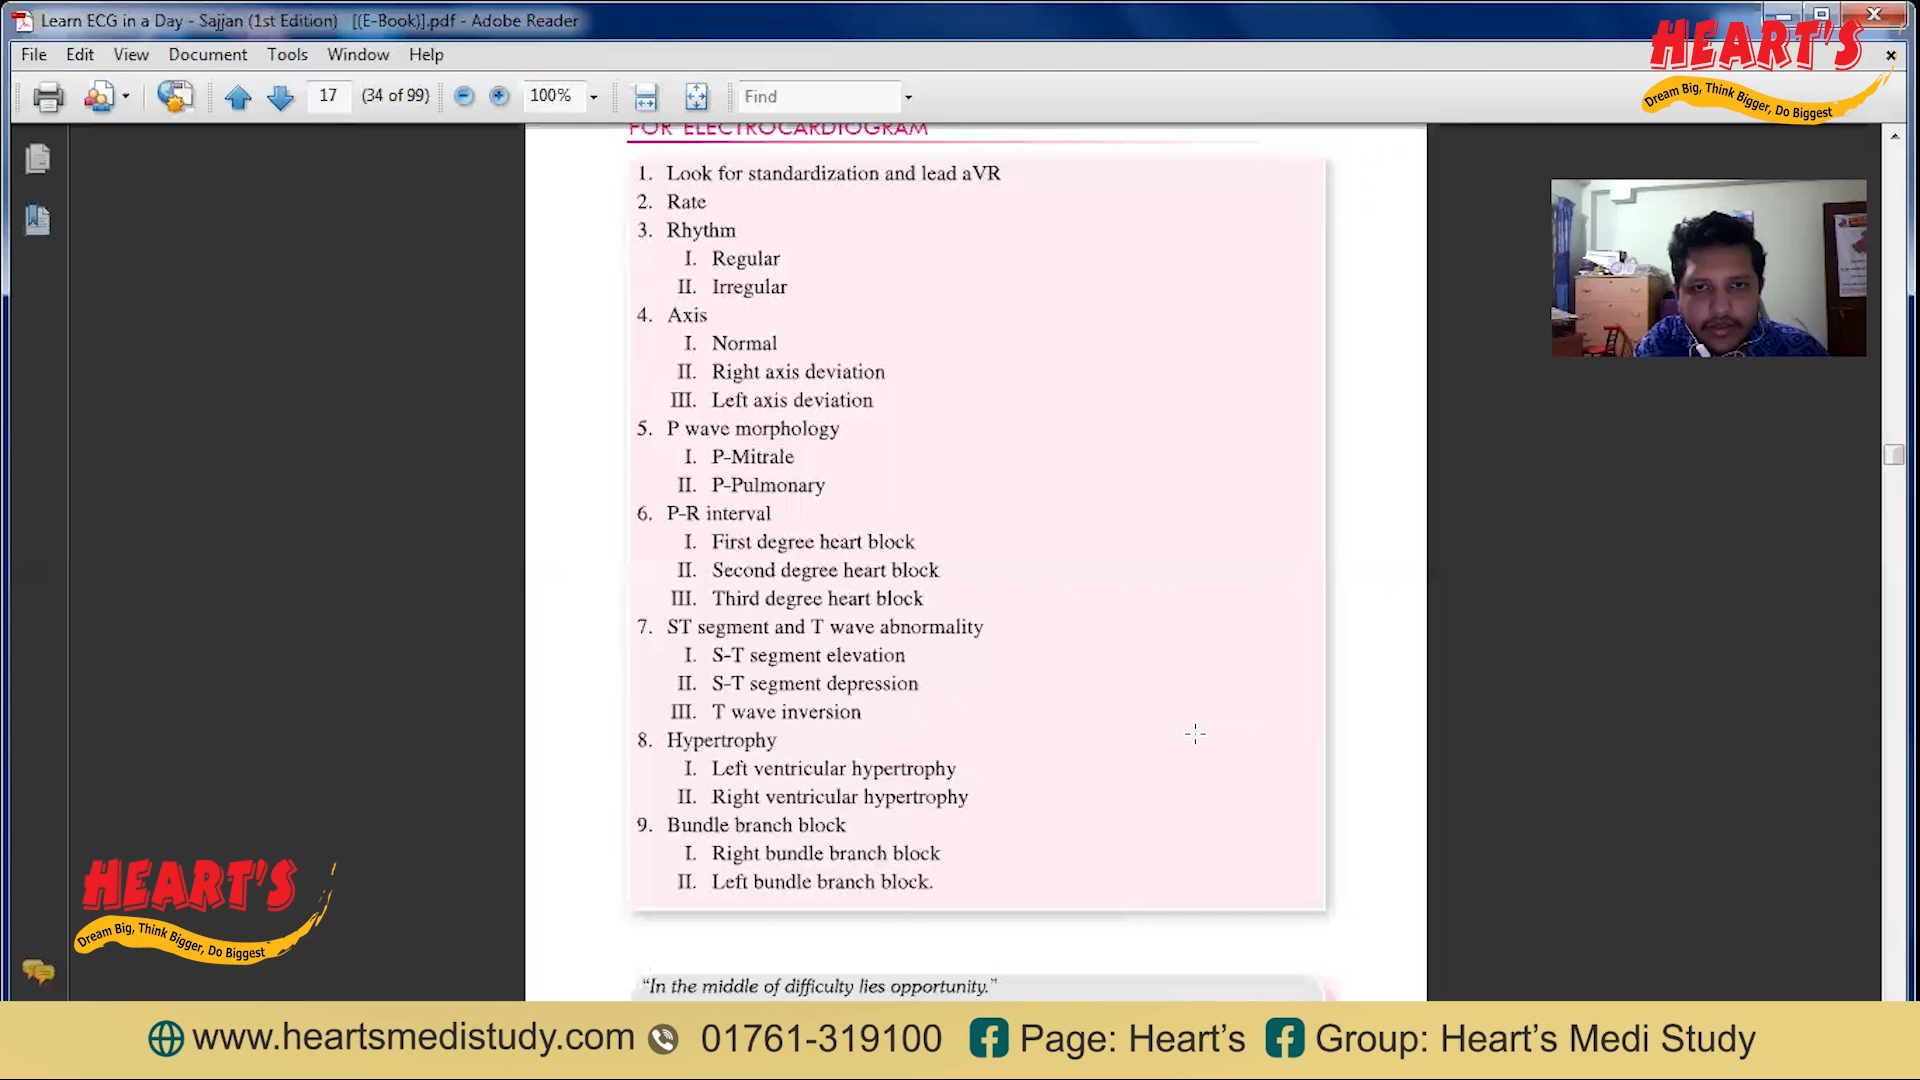 Learn ECG in a Day - Sajjan (1st Edition) [(E-Book)].pdf - Adobe Reader
File Edit View Document Tools Window Help
17 (34 of 99) 100% Find
HEART'S
Dream Big, Think Bigger, Do Biggest
FOR ELECTROCARDIOGRAM
1. Look for standardization and lead aVR
2. Rate
3. Rhythm
I. Regular
II. Irregular
4. Axis
I. Normal
II. Right axis deviation
III. Left axis deviation
5. P wave morphology
I. P-Mitrale
II. P-Pulmonary
6. P-R interval
I. First degree heart block
II. Second degree heart block
III. Third degree heart block
7. ST segment and T wave abnormality
I. S-T segment elevation
II. S-T segment depression
III. T wave inversion
8. Hypertrophy
I. Left ventricular hypertrophy
II. Right ventricular hypertrophy
9. Bundle branch block
I. Right bundle branch block
II. Left bundle branch block.
HEART'S
Dream Big, Think Bigger, Do Biggest
"In the middle of difficulty lies opportunity."
www.heartsmedistudy.com 01761-319100 Page: Heart's Group: Heart's Medi Study